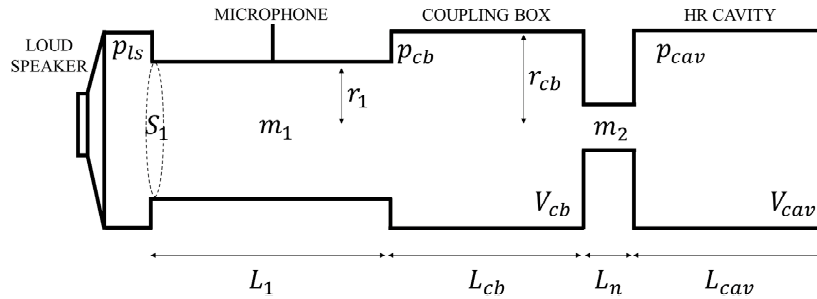 MICROPHONE
COUPLING BOX
HR CAVITY
LOUD
SPEAKER
p_ls
p_cb
p_cav
r_1
r_cb
S_1
m_1
m_2
V_cb
V_cav
L_1
L_cb
L_n
L_cav